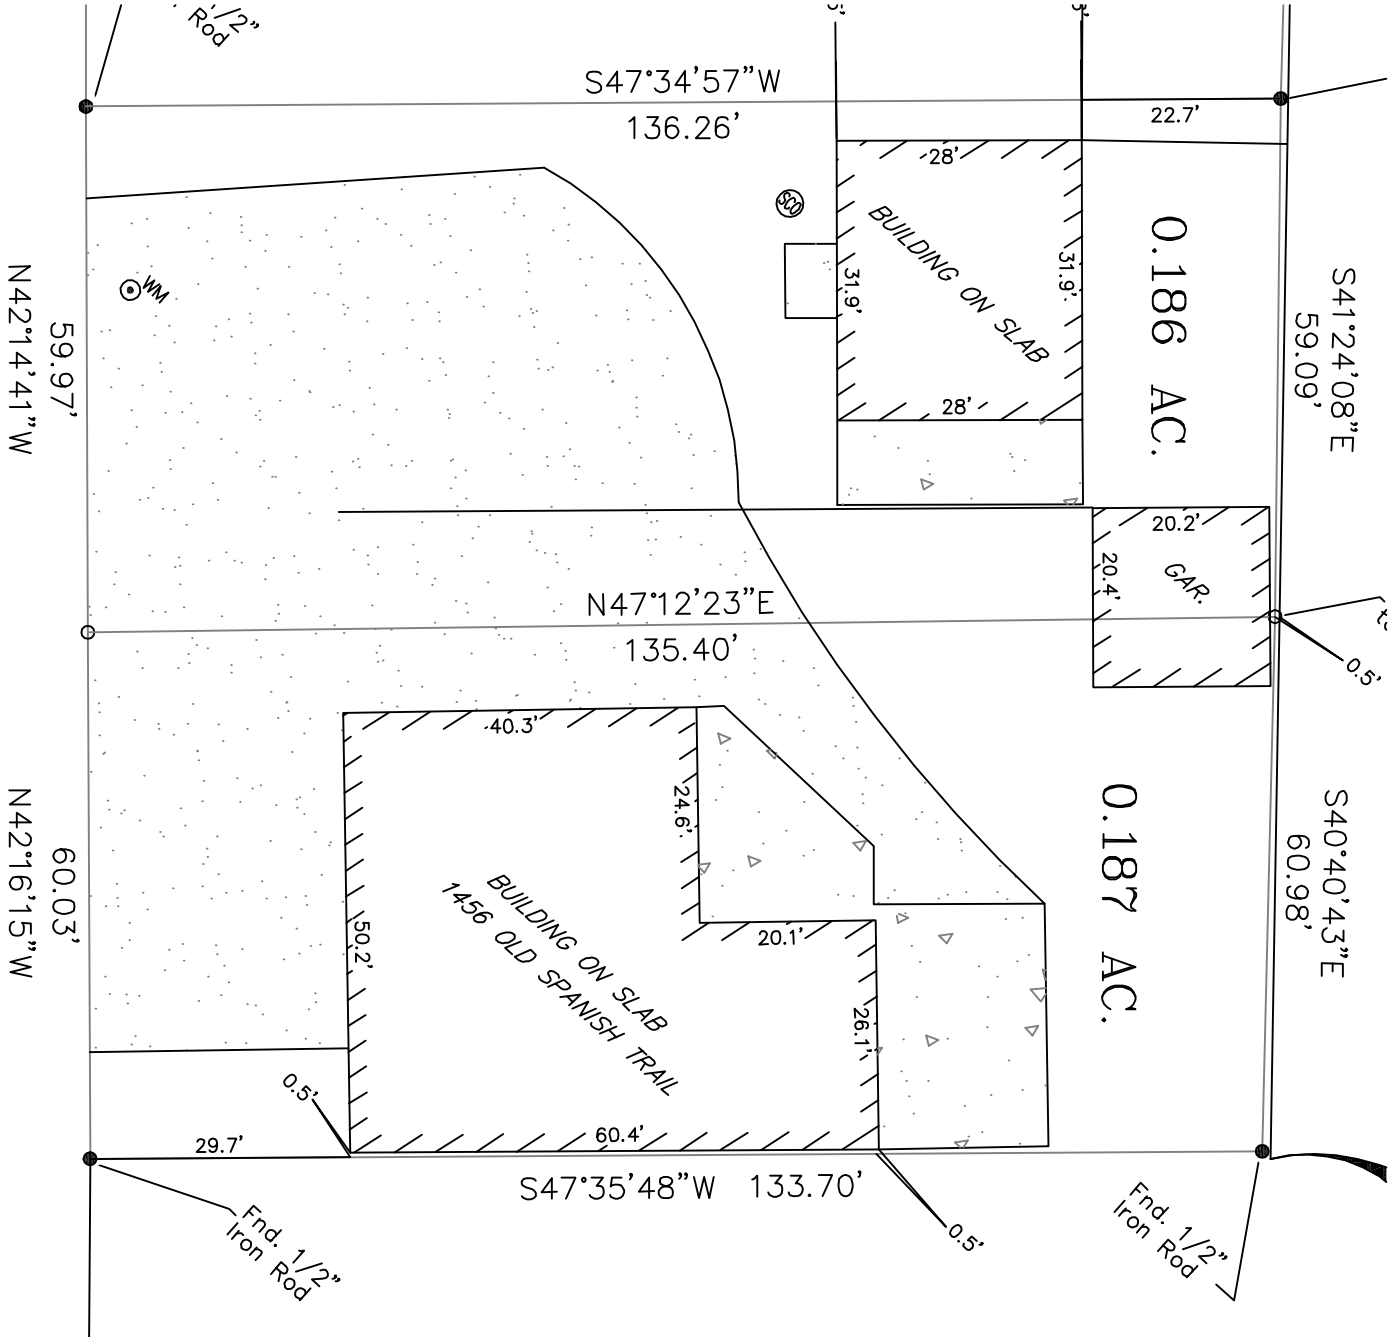 1/2”
Rod
5'
5'
S47°34'57”W
136.26'
22.7'
28'
SCO
BUILDING ON SLAB
31.9'
31.9'
28'
0.186 AC.
S41°24'08”E
59.09'
WM
N42°14'41”W
59.97'
20.2'
20.4'
GAR.
N47°12'23”E
135.40'
0.5'
40.3'
24.6'
20.1'
BUILDING ON SLAB
1456 OLD SPANISH TRAIL
50.2'
26.1'
60.4'
0.187 AC.
S40°40'43”E
60.98'
N42°16'15”W
60.03'
0.5'
29.7'
S47°35'48”W 133.70'
0.5'
Fnd. 1/2”
Iron Rod
Fnd. 1/2”
Iron Rod